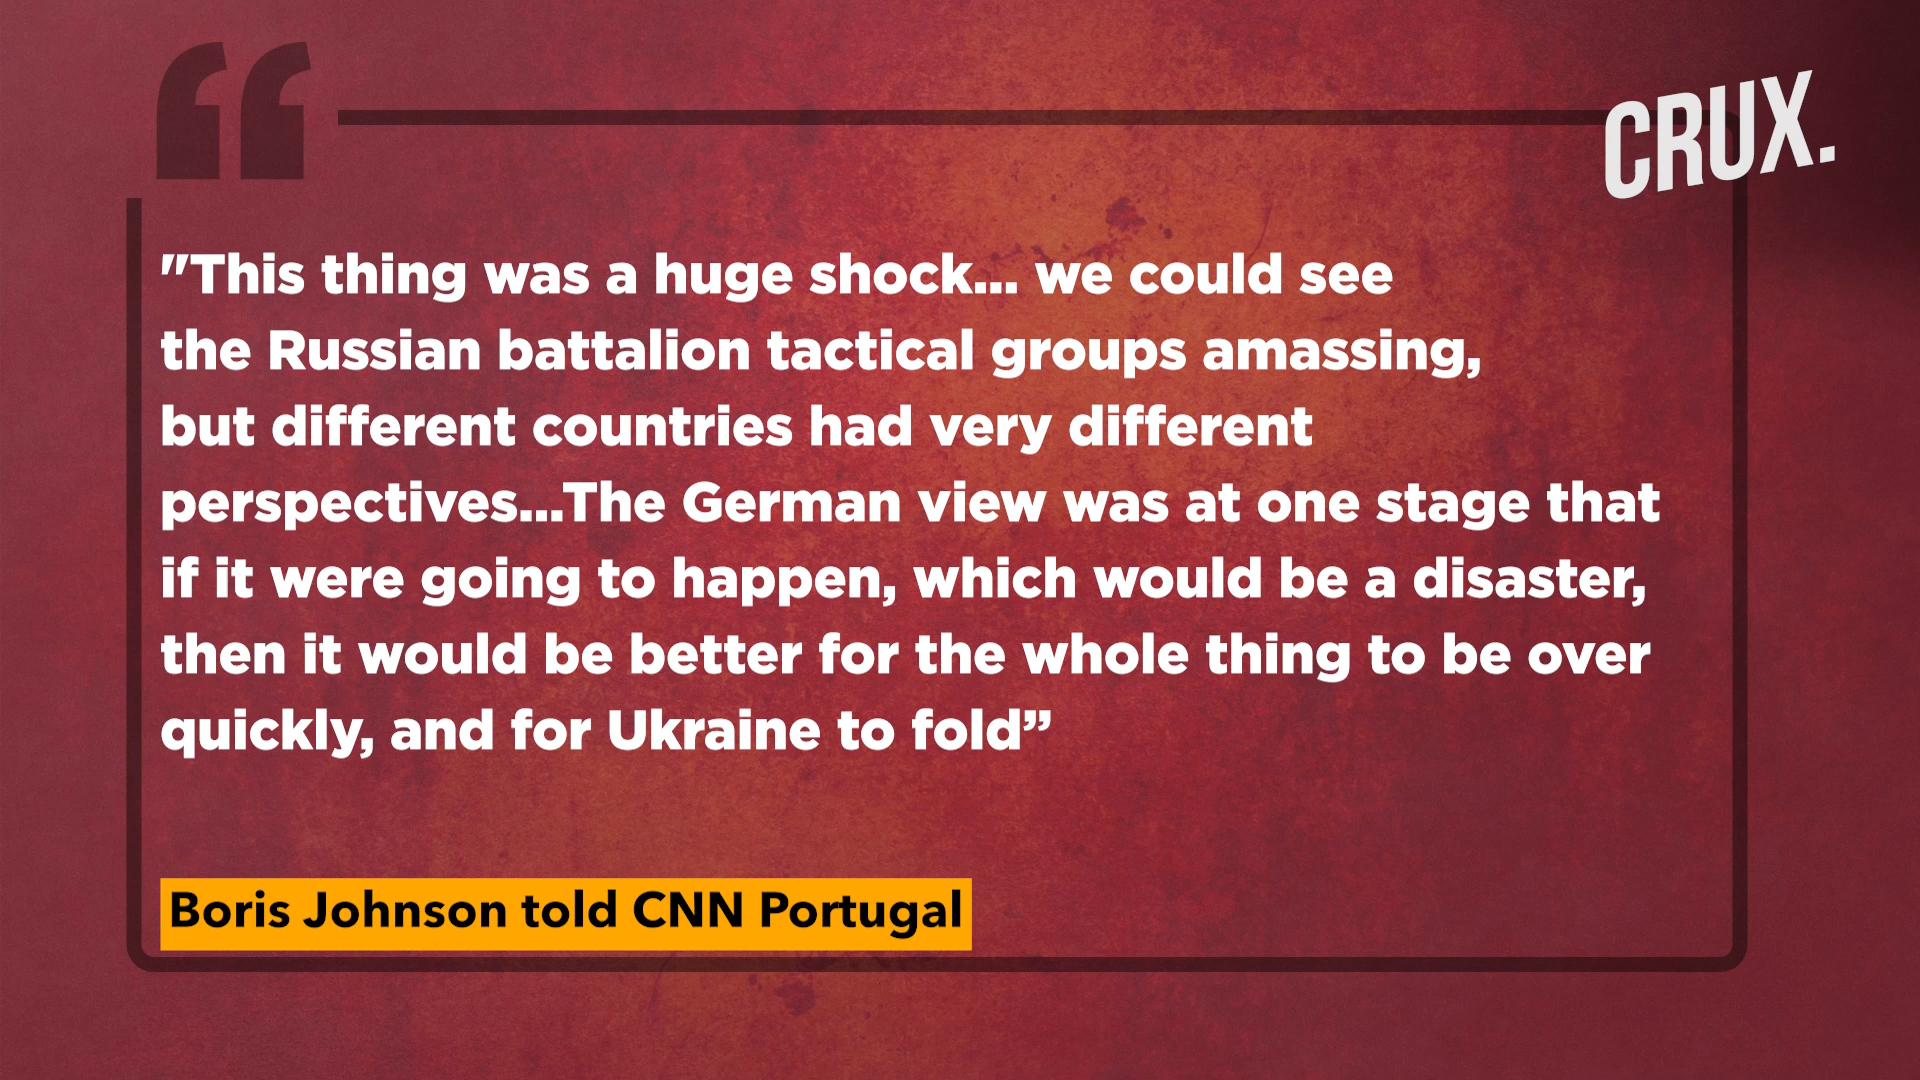 CRUX.
"This thing was a huge shock... we could see
the Russian battalion tactical groups amassing,
but different countries had very different
perspectives...The German view was at one stage that
if it were going to happen, which would be a disaster,
then it would be better for the whole thing to be over
quickly, and for Ukraine to fold”
Boris Johnson told CNN Portugal